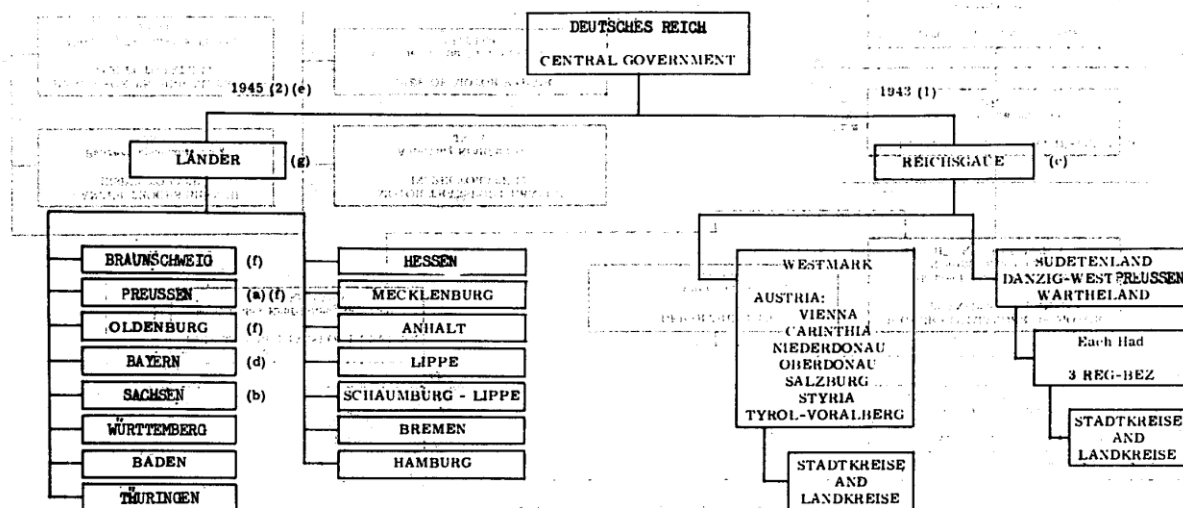 DEUTSCHES REICH
CENTRAL GOVERNMENT
1945 (2)(e)
1943 (1)
LÄNDER
(g)
REICHSGAUE
(c)
BRAUNSCHWEIG
(f)
PREUSSEN
(a)(f)
OLDENBURG
(f)
BAYERN
(d)
SACHSEN
(b)
WÜRTTEMBERG
BADEN
THÜRINGEN
HESSEN
MECKLENBURG
ANHALT
LIPPE
SCHAUMBURG - LIPPE
BREMEN
HAMBURG
WESTMARK
AUSTRIA:
VIENNA
CARINTHIA
NIEDERDONAU
OBERDONAU
SALZBURG
STYRIA
TYROL-VORALBERG
STADTKREISE
AND
LANDKREISE
SUDETENLAND
DANZIG-WEST PREUSSEN
WARTHELAND
Each Had
3 REG-BEZ
STADTKREISE
AND
LANDKREISE